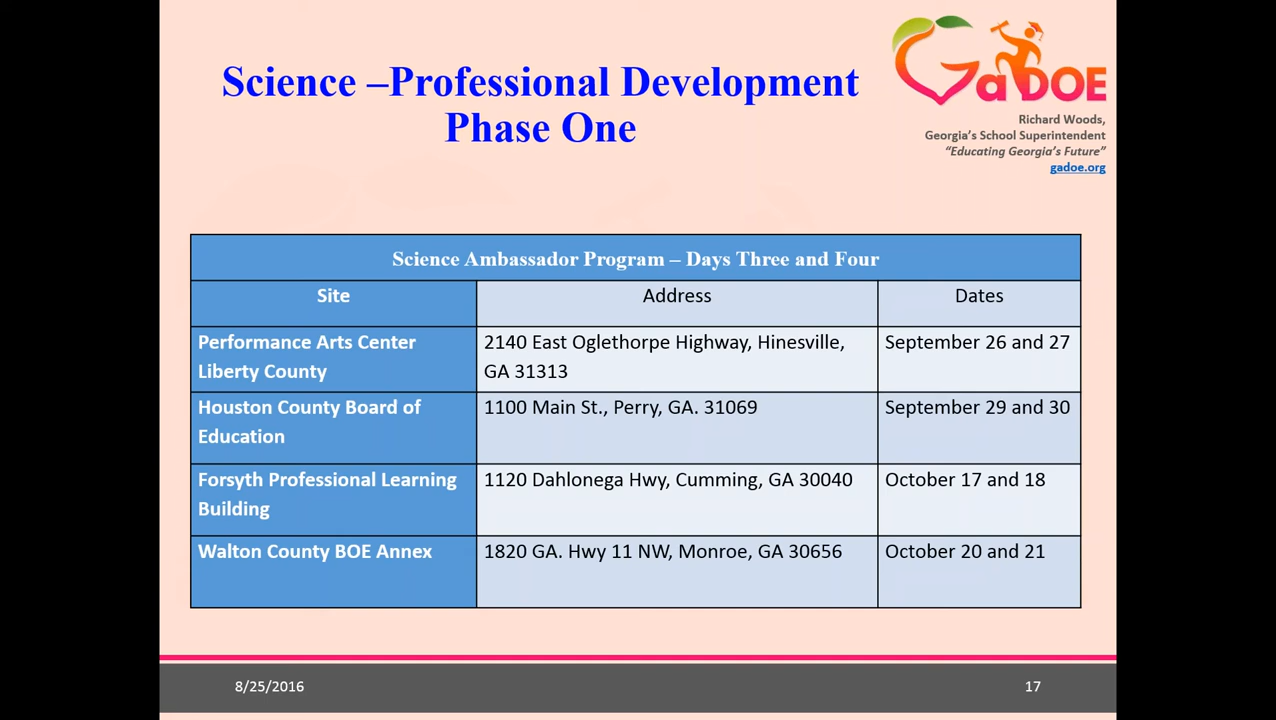 Science –Professional Development
Phase One
GaDOE
Richard Woods,
Georgia's School Superintendent
"Educating Georgia's Future"
gadoe.org
Science Ambassador Program – Days Three and Four
Site Address Dates
Performance Arts Center
Liberty County
2140 East Oglethorpe Highway, Hinesville,
GA 31313
September 26 and 27
Houston County Board of
Education
1100 Main St., Perry, GA. 31069
September 29 and 30
Forsyth Professional Learning
Building
1120 Dahlonega Hwy, Cumming, GA 30040
October 17 and 18
Walton County BOE Annex
1820 GA. Hwy 11 NW, Monroe, GA 30656
October 20 and 21
8/25/2016
17